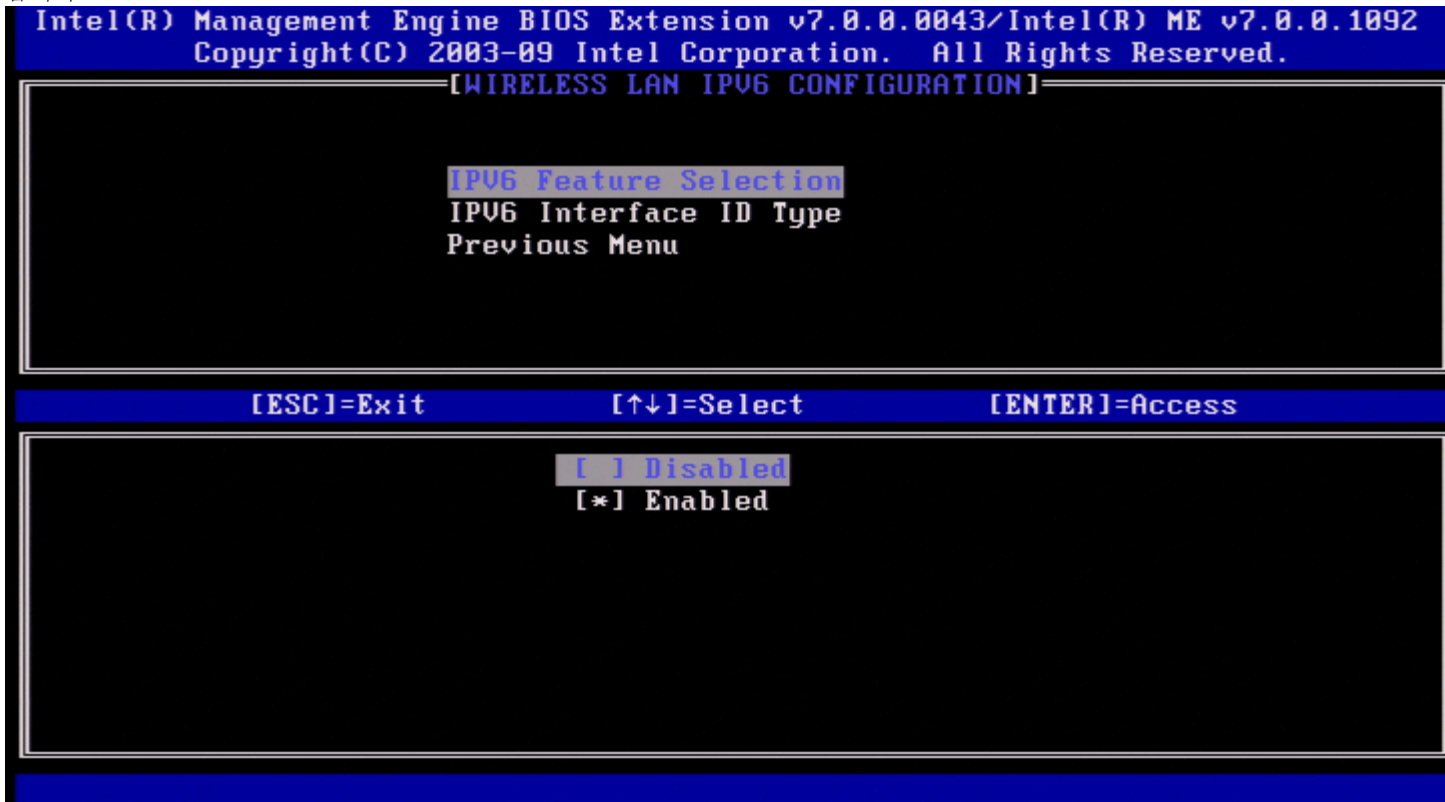 Intel(R) Management Engine BIOS Extension v7.0.0.0043/Intel(R) ME v7.0.0.1092
Copyright(C) 2003-09 Intel Corporation. All Rights Reserved.
[WIRELESS LAN IPV6 CONFIGURATION]
IPV6 Feature Selection
IPV6 Interface ID Type
Previous Menu
[ESC]=Exit [↑↓]=Select [ENTER]=Access
[ ] Disabled
[*] Enabled